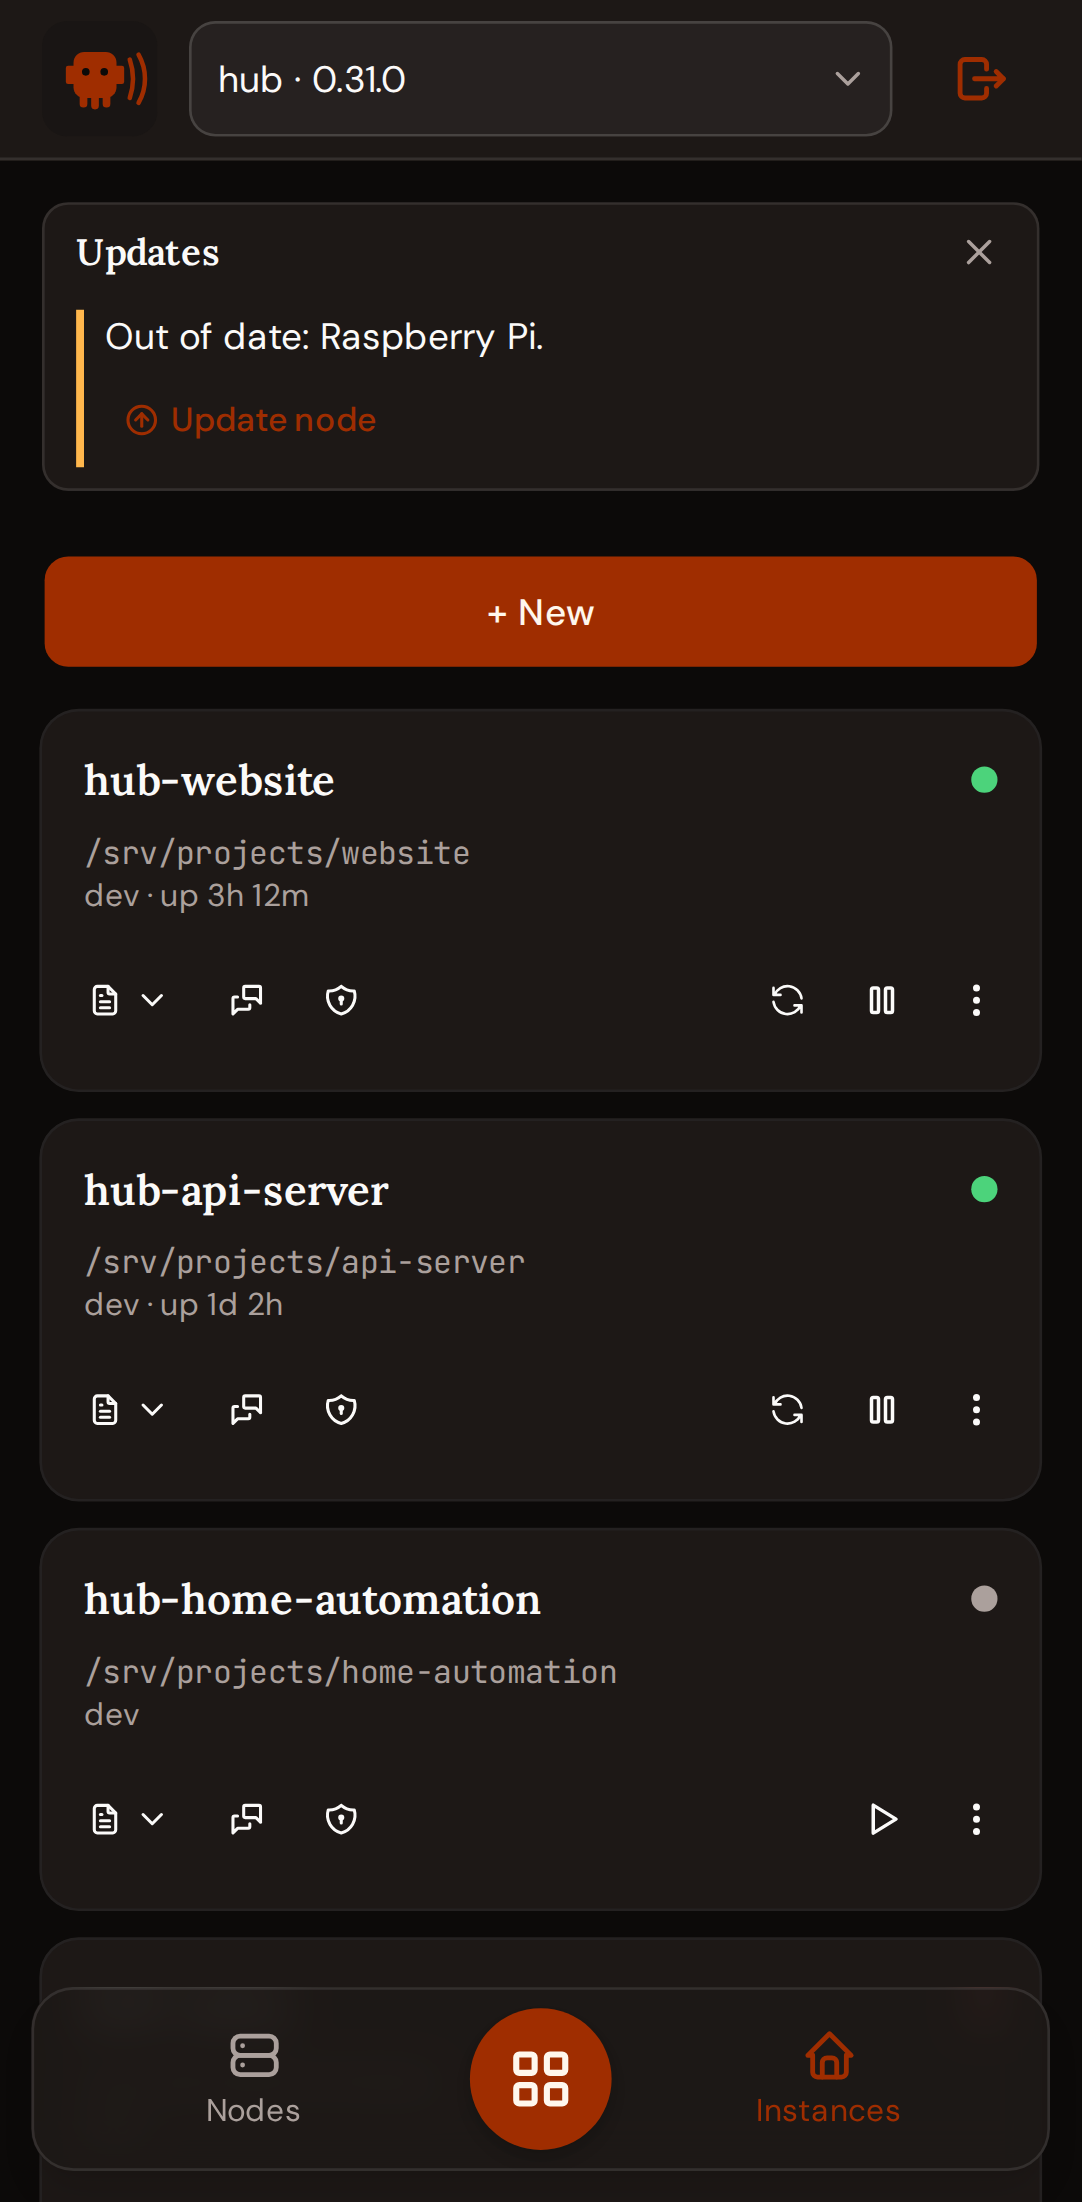 hub · 0.31.0
Updates
Out of date: Raspberry Pi.
Update node
+ New
hub-website
/srv/projects/website
dev · up 3h 12m
hub-api-server
/srv/projects/api-server
dev · up 1d 2h
hub-home-automation
/srv/projects/home-automation
dev
Nodes
Instances